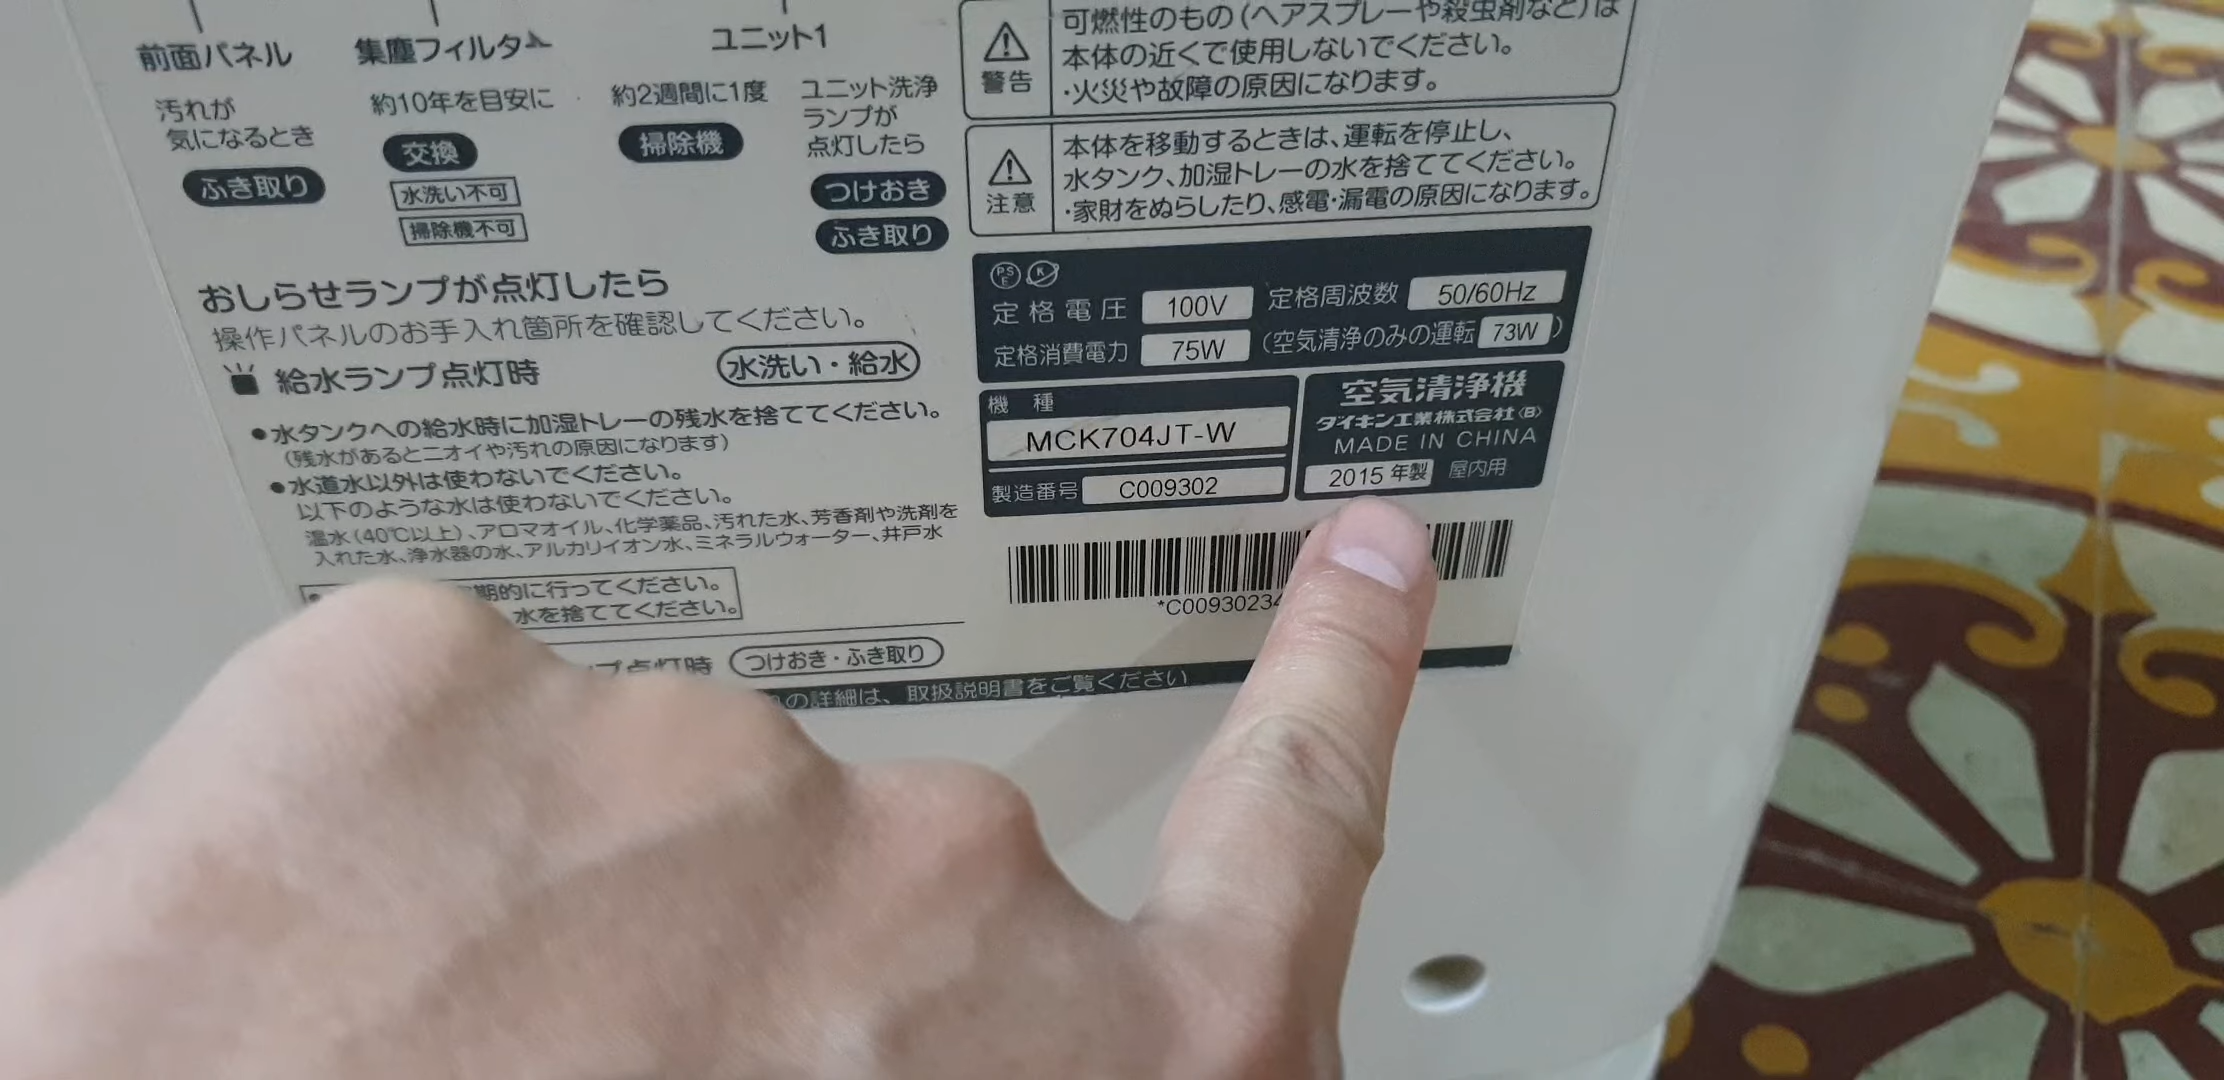 前面パネル
汚れが
気になるとき
ふき取り
集塵フィルター
約10年を目安に
交換
水洗い不可
掃除機不可
ユニット1
約2週間に1度
掃除機
ユニット洗浄
ランプが
点灯したら
つけおき
ふき取り
おしらせランプが点灯したら
操作パネルのお手入れ箇所を確認してください。
給水ランプ点灯時
水洗い・給水
●水タンクへの給水時に加湿トレーの残水を捨ててください。
(残水があるとニオイや汚れの原因になります)
●水道水以外は使わないでください。
以下のような水は使わないでください。
温水(40℃以上)、アロマオイル、化学薬品、汚れた水、芳香剤や洗剤を
入れた水、浄水器の水、アルカリイオン水、ミネラルウォーター、井戸水
期的に行ってください。
水を捨ててください。
プ点灯時
つけおき・ふき取り
の詳細は、取扱説明書をご覧ください
警告
可燃性のもの(ヘアスプレーや殺虫剤など)は
本体の近くで使用しないでください。
・火災や故障の原因になります。
注意
本体を移動するときは、運転を停止し、
水タンク、加湿トレーの水を捨ててください。
・家財をぬらしたり、感電・漏電の原因になります。
PS
E
定格電圧 100V 定格周波数 50/60Hz
定格消費電力 75W (空気清浄のみの運転 73W)
機種
MCK704JT-W
製造番号 C009302
空気清浄機
ダイキン工業株式会社〈B〉
MADE IN CHINA
2015年製 屋内用
*C00930234